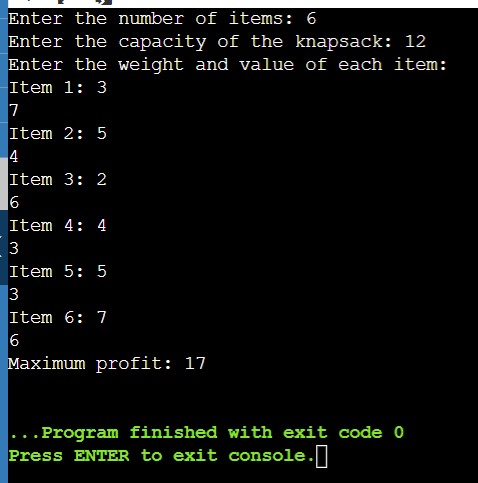 Enter the number of items: 6
Enter the capacity of the knapsack: 12
Enter the weight and value of each item:
Item 1: 3
7
Item 2: 5
4
Item 3: 2
6
Item 4: 4
3
Item 5: 5
3
Item 6: 7
6
Maximum profit: 17
...Program finished with exit code 0
Press ENTER to exit console.